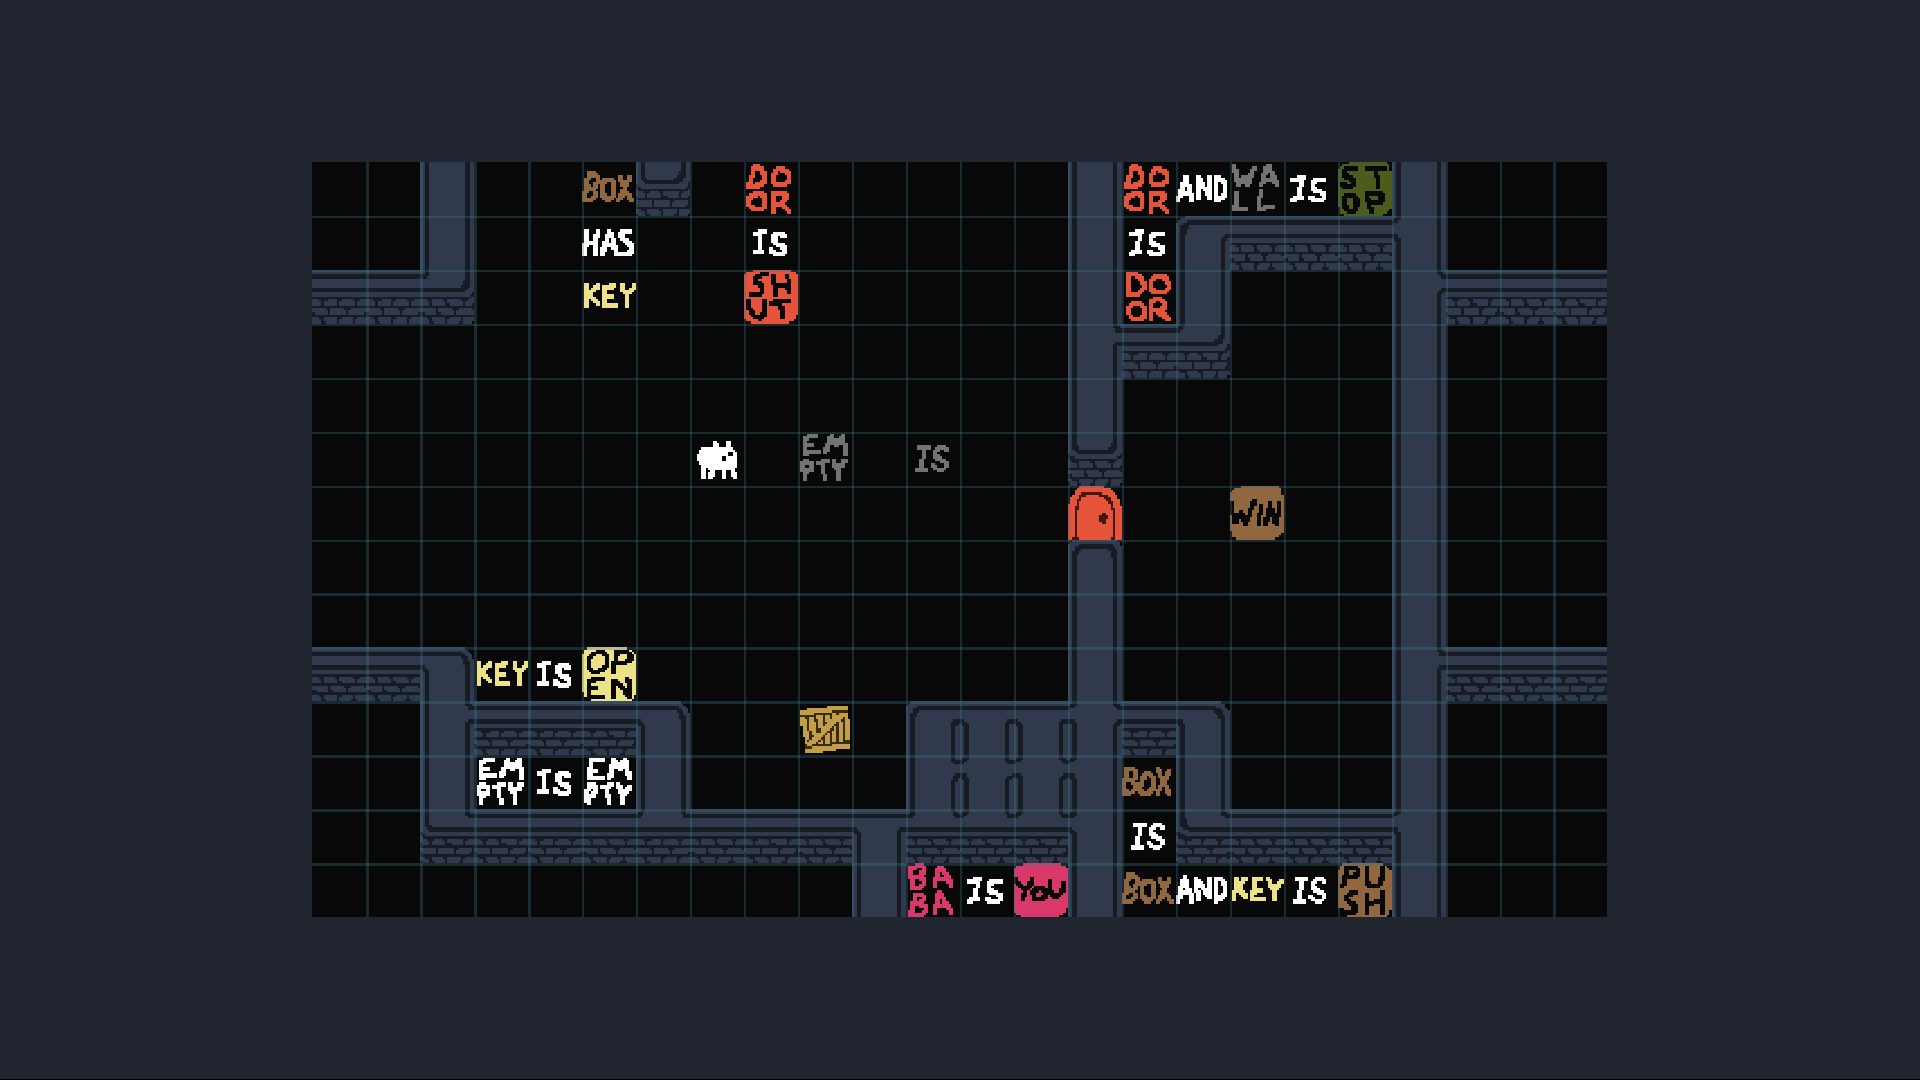 BOX DOOR DOOR AND WALL IS STOP
HAS IS IS
KEY SHUT DOOR
EMPTY IS
WIN
KEY IS OPEN
EMPTY IS EMPTY BOX
IS
BABA IS YOU BOX AND KEY IS PUSH